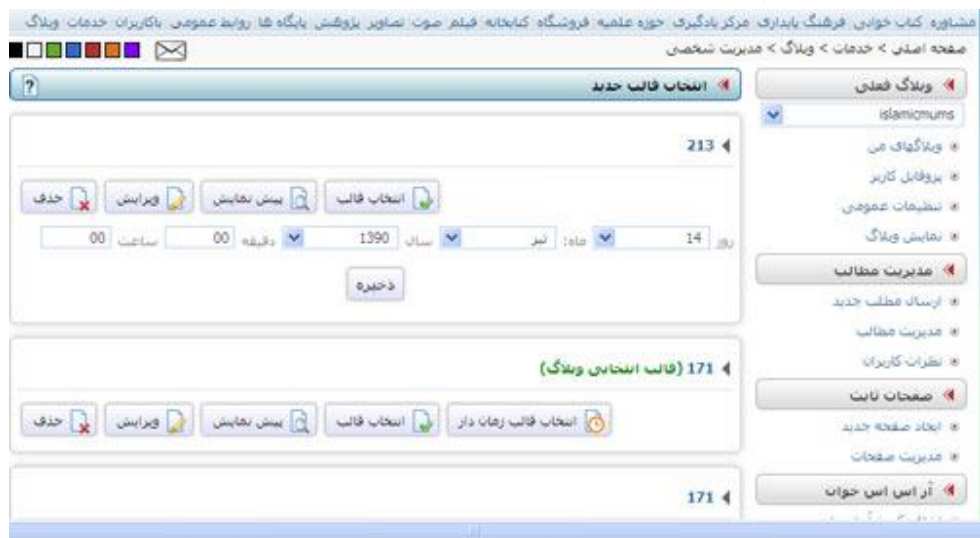 مشاوره کتاب خوانی فرهنگ پایداری مرکز یادگیری حوزه علمیه فروشگاه کتابخانه فیلم صوت تصاویر پژوهش پایگاه ها روابط عمومی باکاربران خدمات وبلاگ
صفحه اصلی > خدمات > وبلاگ > مدیریت شخصی
وبلاگ فعلی
islamicmums
وبلاگهای من
پروفایل کاربر
تنظیمات عمومی
نمایش وبلاگ
مدیریت مطالب
ارسال مطلب جدید
مدیریت مطالب
نظرات کاربران
صفحات ثابت
ایجاد صفحه جدید
مدیریت صفحات
آر اس اس خوان
انتخاب قالب جدید
?
213
انتخاب قالب پیش نمایش ویرایش حذف
روز 14 ماه: تیر سال 1390 دقیقه 00 ساعت 00
ذخیره
171 (قالب انتخابی وبلاگ)
انتخاب قالب زمان دار انتخاب قالب پیش نمایش ویرایش حذف
171